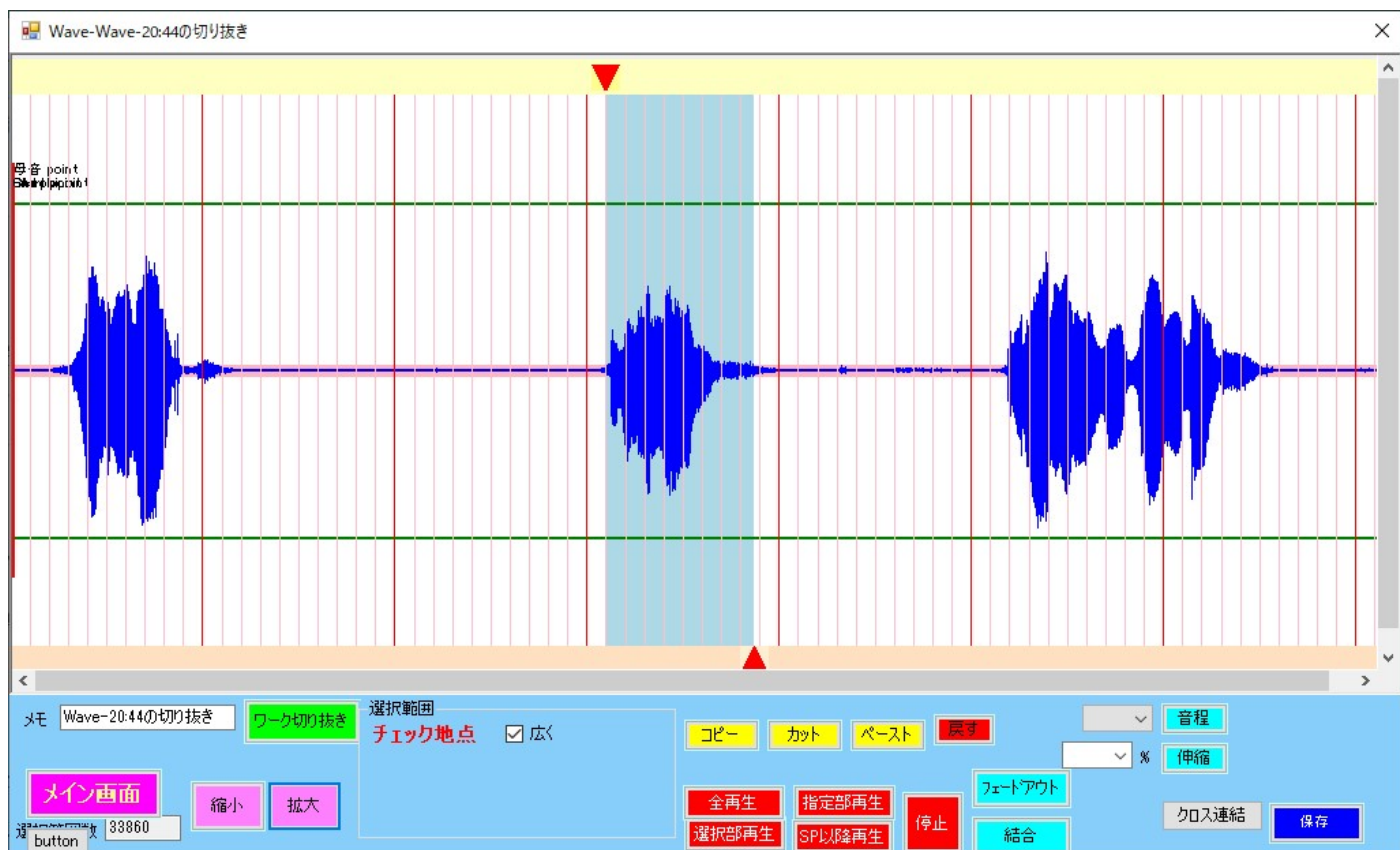 Wave-Wave-20:44の切り抜き
母音 point
メモ
Wave-20:44の切り抜き
ワーク切り抜き
選択範囲
チェック地点
広く
コピー
カット
ペースト
戻す
音程
%
伸縮
メイン画面
縮小
拡大
全再生
指定部再生
停止
フェードアウト
33860
button
選択部再生
SP以降再生
結合
クロス連結
保存